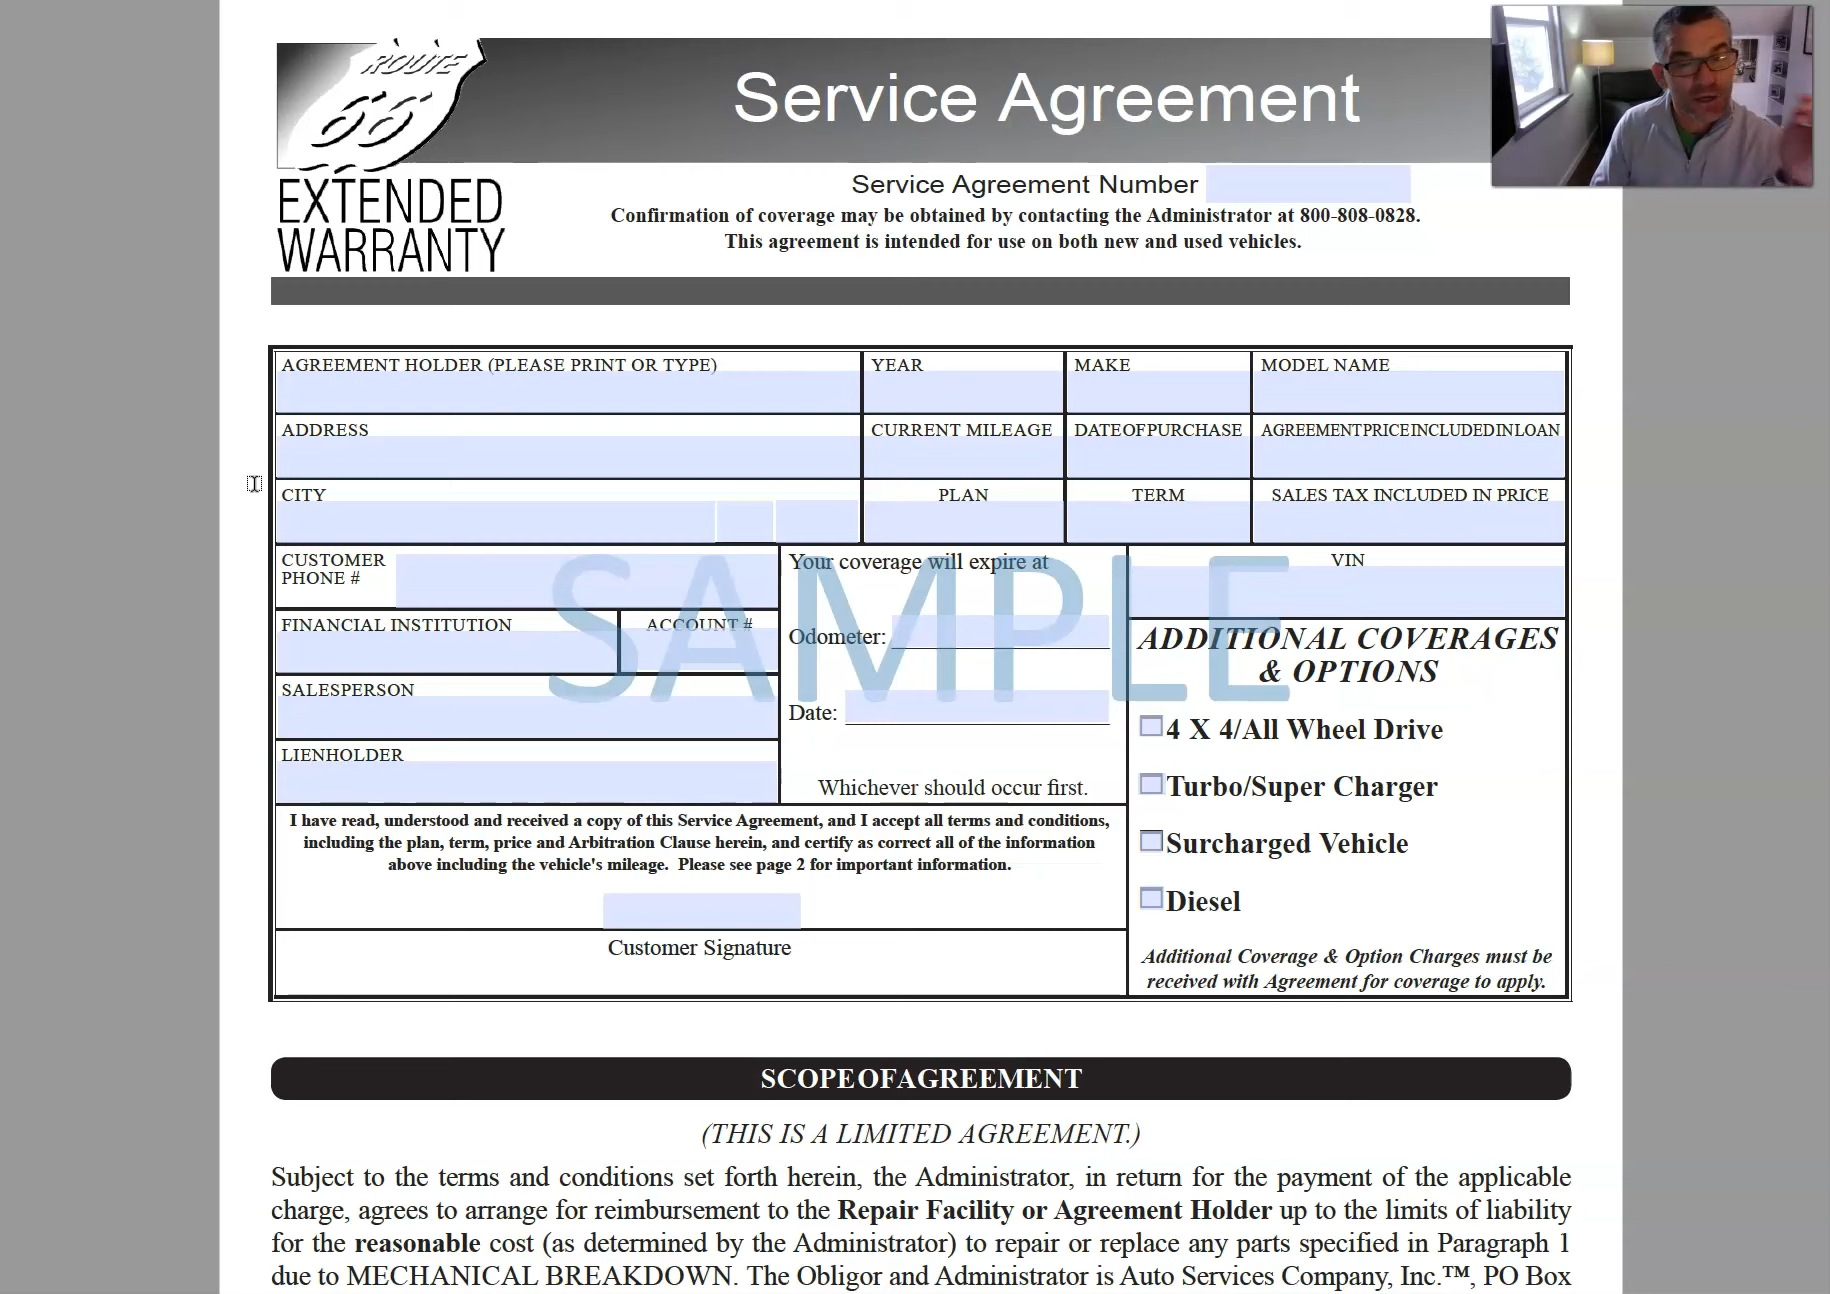 ROUTE
66
EXTENDED
WARRANTY
Service Agreement
Service Agreement Number
Confirmation of coverage may be obtained by contacting the Administrator at 800-808-0828.
This agreement is intended for use on both new and used vehicles.
AGREEMENT HOLDER (PLEASE PRINT OR TYPE)
YEAR
MAKE
MODEL NAME
ADDRESS
CURRENT MILEAGE
DATE OF PURCHASE
AGREEMENT PRICE INCLUDED IN LOAN
CITY
PLAN
TERM
SALES TAX INCLUDED IN PRICE
CUSTOMER
PHONE #
Your coverage will expire at
VIN
SAMPLE
FINANCIAL INSTITUTION
ACCOUNT #
Odometer:
ADDITIONAL COVERAGES
& OPTIONS
SALESPERSON
Date:
4 X 4/All Wheel Drive
LIENHOLDER
Whichever should occur first.
Turbo/Super Charger
I have read, understood and received a copy of this Service Agreement, and I accept all terms and conditions,
including the plan, term, price and Arbitration Clause herein, and certify as correct all of the information
above including the vehicle's mileage. Please see page 2 for important information.
Surcharged Vehicle
Diesel
Customer Signature
Additional Coverage & Option Charges must be
received with Agreement for coverage to apply.
SCOPE OF AGREEMENT
(THIS IS A LIMITED AGREEMENT.)
Subject to the terms and conditions set forth herein, the Administrator, in return for the payment of the applicable
charge, agrees to arrange for reimbursement to the Repair Facility or Agreement Holder up to the limits of liability
for the reasonable cost (as determined by the Administrator) to repair or replace any parts specified in Paragraph 1
due to MECHANICAL BREAKDOWN. The Obligor and Administrator is Auto Services Company, Inc.™, PO Box